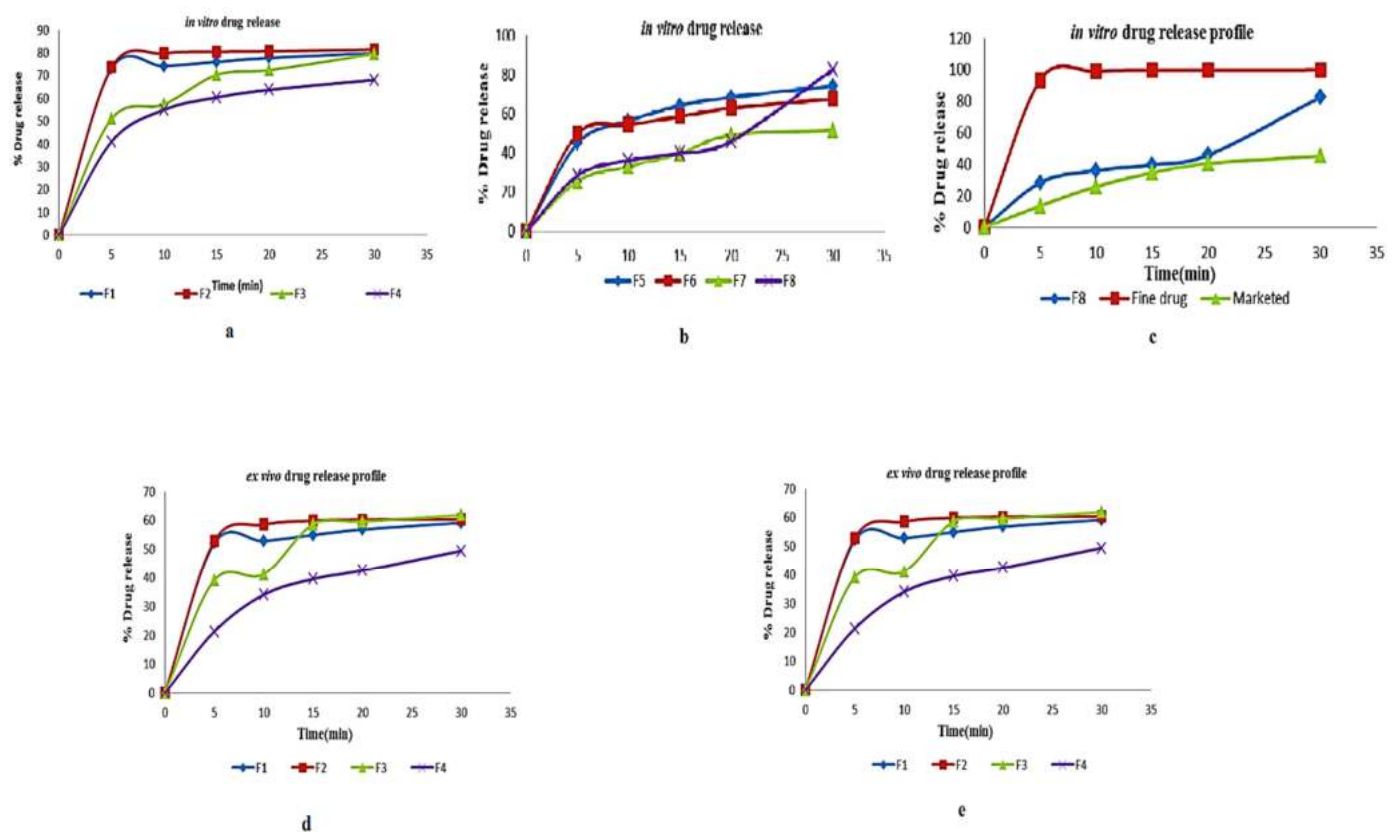 in vitro drug release
% Drug release
90
80
70
60
50
40
30
20
10
0
0 5 10 15 20 25 30 35
Time (min)
F1 F2 F3 F4
a
in vitro drug release
% Drug release
100
80
60
40
20
0
0 5 10 15 20 25 30 35
F5 F6 F7 F8
b
in vitro drug release profile
% Drug release
120
100
80
60
40
20
0
0 5 10 15 20 25 30 35
Time(min)
F8 Fine drug Marketed
c
ex vivo drug release profile
% Drug release
70
60
50
40
30
20
10
0
0 5 10 15 20 25 30 35
Time(min)
F1 F2 F3 F4
d
ex vivo drug release profile
% Drug release
70
60
50
40
30
20
10
0
0 5 10 15 20 25 30 35
Time(min)
F1 F2 F3 F4
e